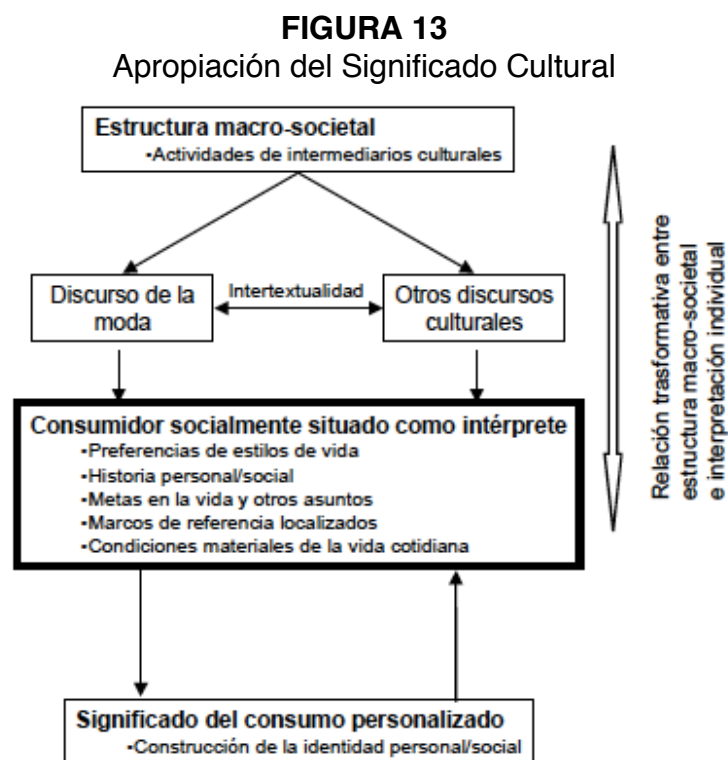 FIGURA 13
Apropiación del Significado Cultural
Estructura macro-societal
▪Actividades de intermediarios culturales
Discurso de la
moda
Intertextualidad
Otros discursos
culturales
Consumidor socialmente situado como intérprete
▪Preferencias de estilos de vida
▪Historia personal/social
▪Metas en la vida y otros asuntos
▪Marcos de referencia localizados
▪Condiciones materiales de la vida cotidiana
Significado del consumo personalizado
▪Construcción de la identidad personal/social
Relación trasformativa entre
estructura macro-societal
e interpretación individual